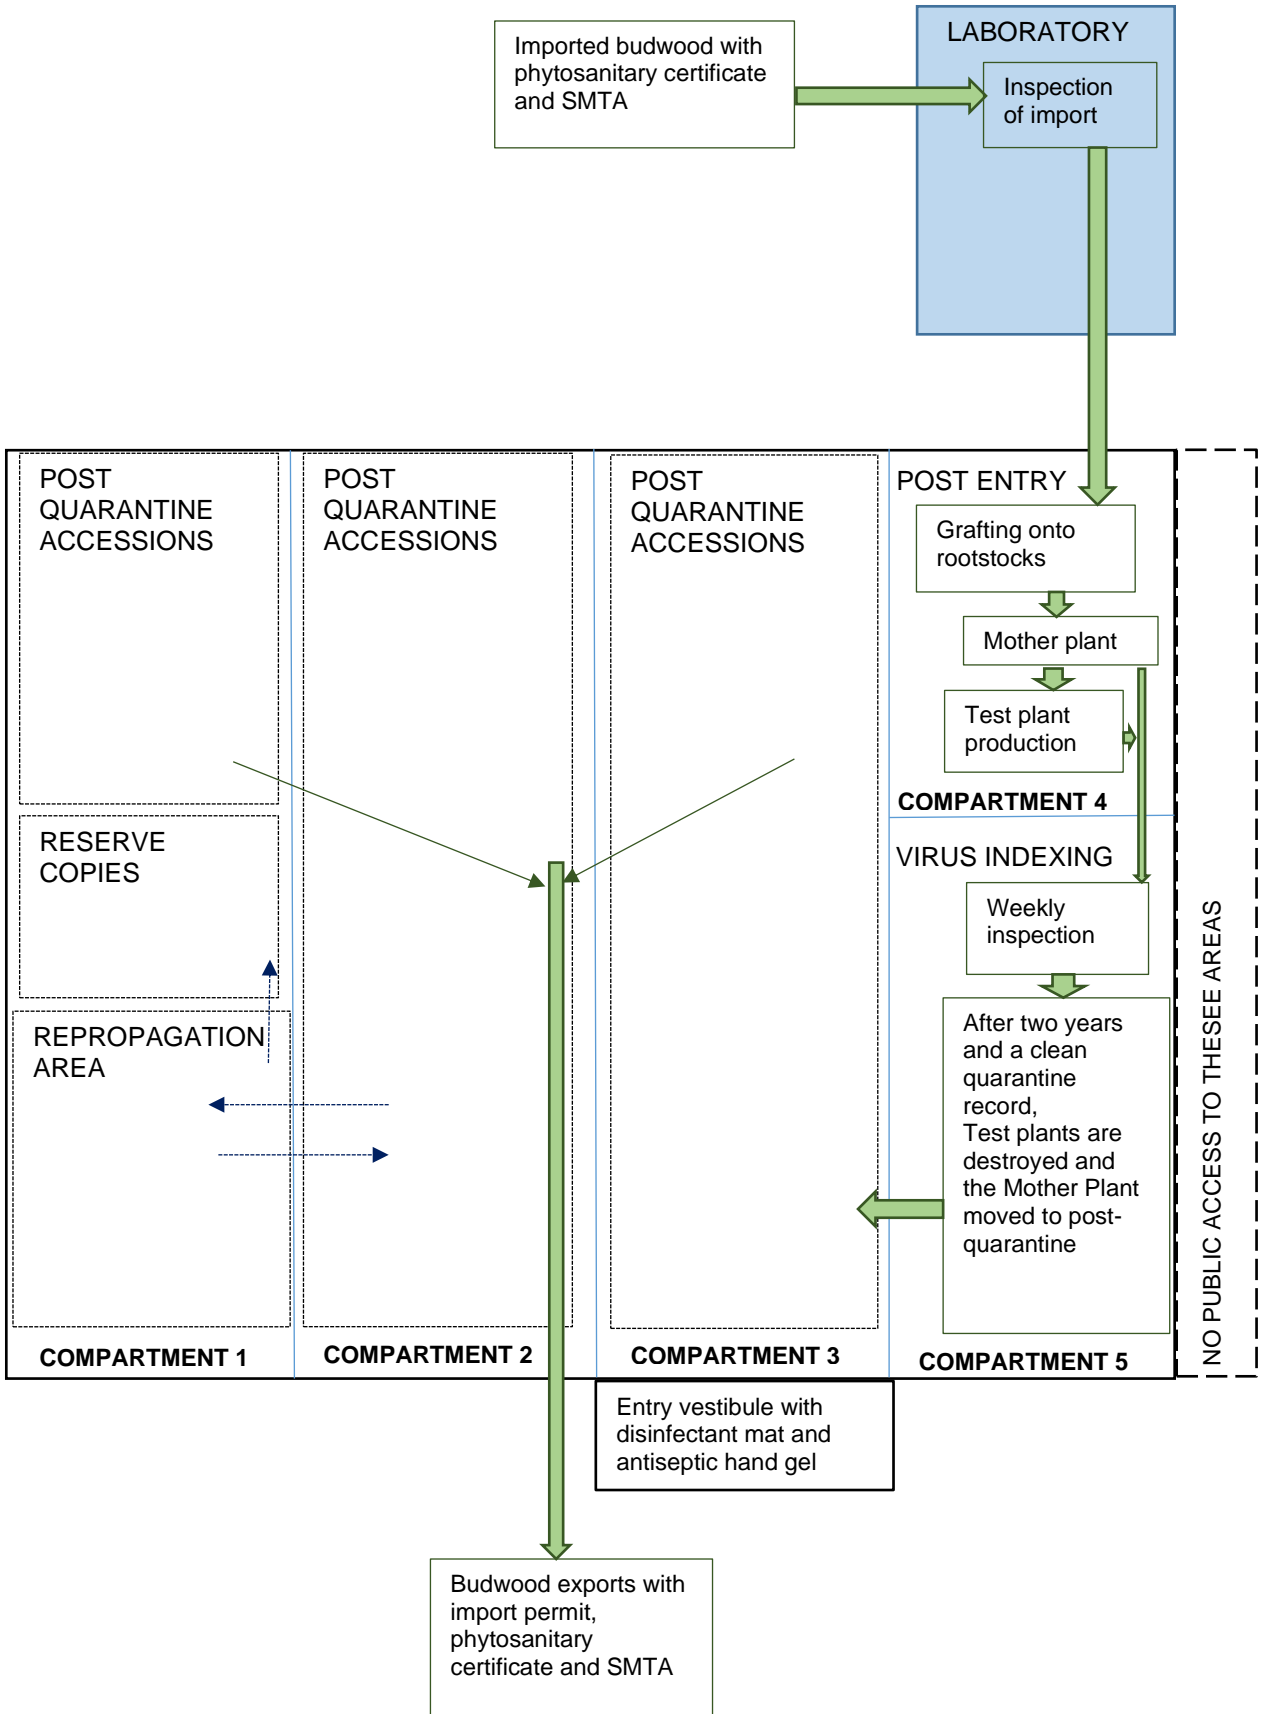 LABORATORY
Imported budwood with
phytosanitary certificate
and SMTA
Inspection
of import
POST
QUARANTINE
ACCESSIONS
POST
QUARANTINE
ACCESSIONS
POST
QUARANTINE
ACCESSIONS
POST ENTRY
Grafting onto
rootstocks
Mother plant
Test plant
production
COMPARTMENT 4
RESERVE
COPIES
VIRUS INDEXING
Weekly
inspection
REPROPAGATION
AREA
After two years
and a clean
quarantine
record,
Test plants are
destroyed and
the Mother Plant
moved to post-
quarantine
NO PUBLIC ACCESS TO THESEE AREAS
COMPARTMENT 1
COMPARTMENT 2
COMPARTMENT 3
COMPARTMENT 5
Entry vestibule with
disinfectant mat and
antiseptic hand gel
Budwood exports with
import permit,
phytosanitary
certificate and SMTA